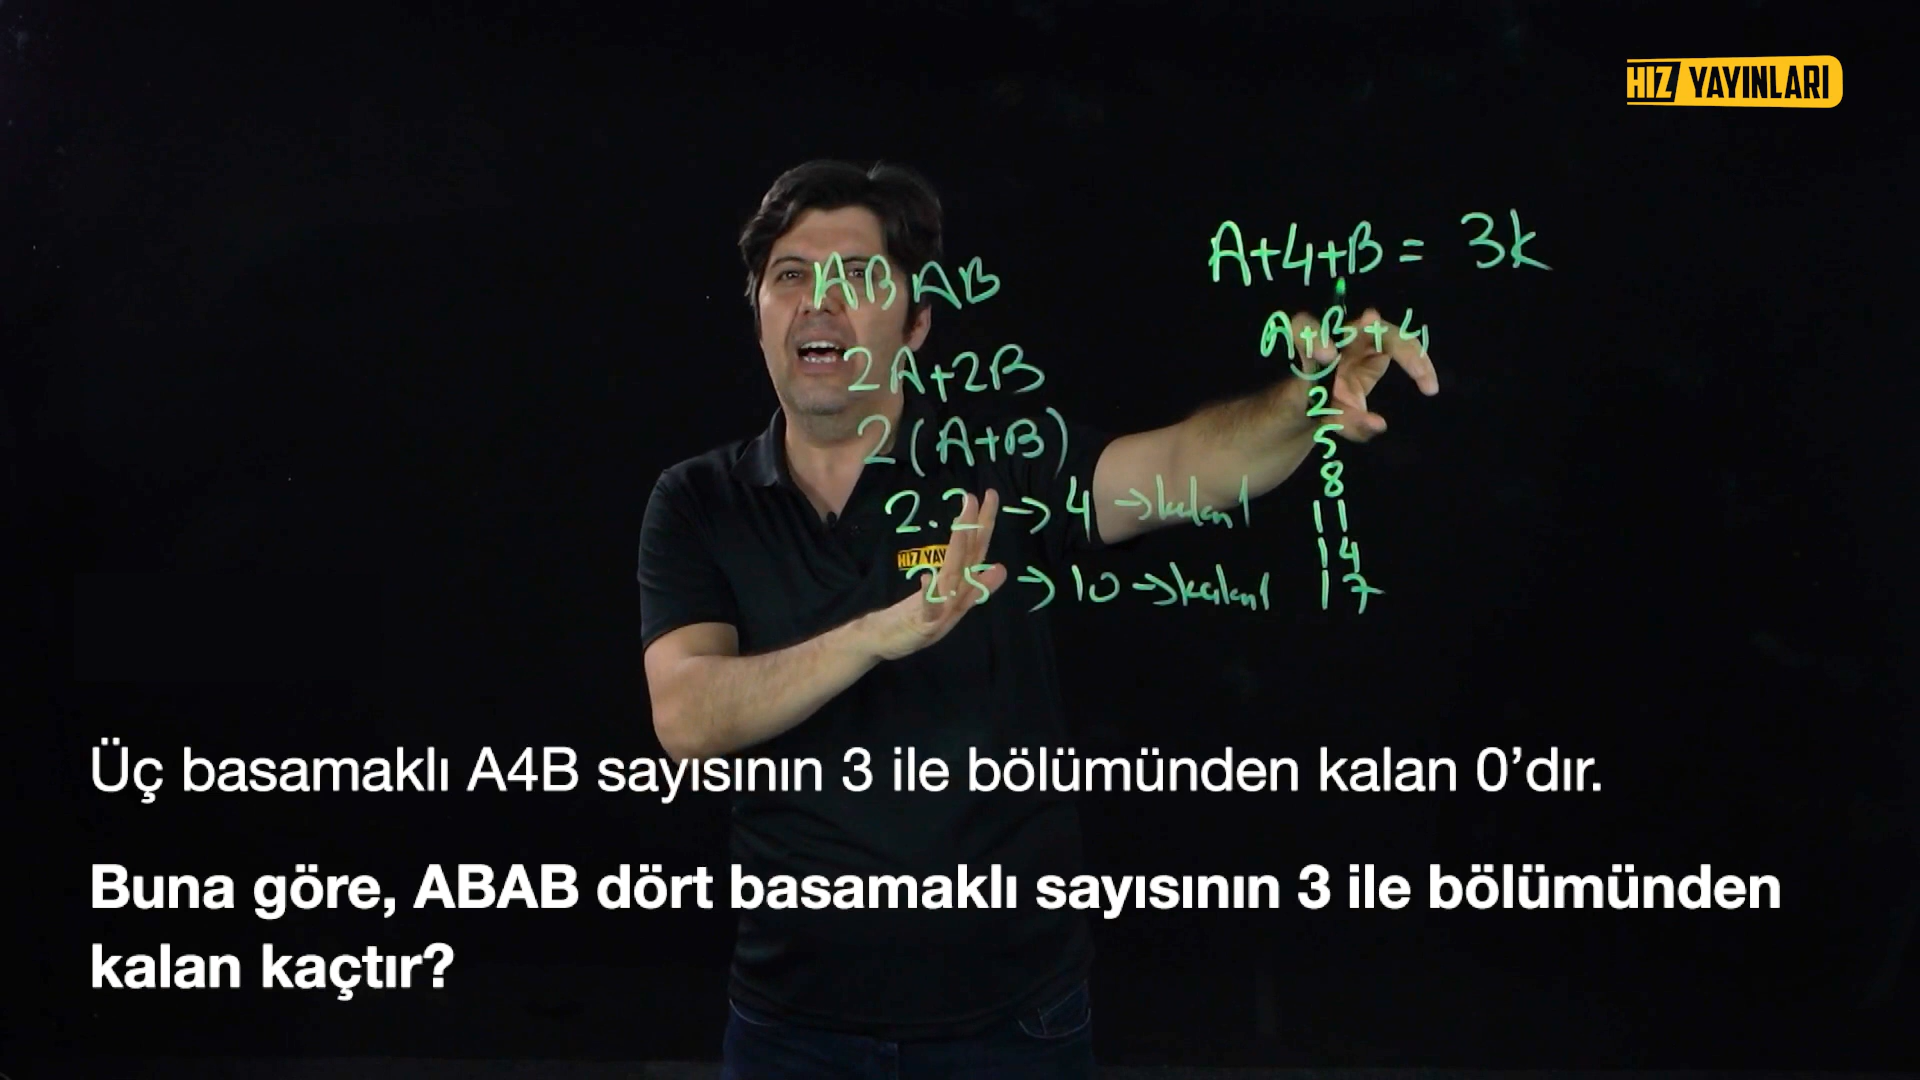 HIZ YAYINLARI
A+4+B = 3k
A+B+4
2
5
8
11
14
17
ABAB
2A+2B
2(A+B)
2.2 → 4 → kalan 1
HIZ YAY
2.5 → 10 → kalan 1
Üç basamaklı A4B sayısının 3 ile bölümünden kalan 0’dır.
Buna göre, ABAB dört basamaklı sayısının 3 ile bölümünden
kalan kaçtır?